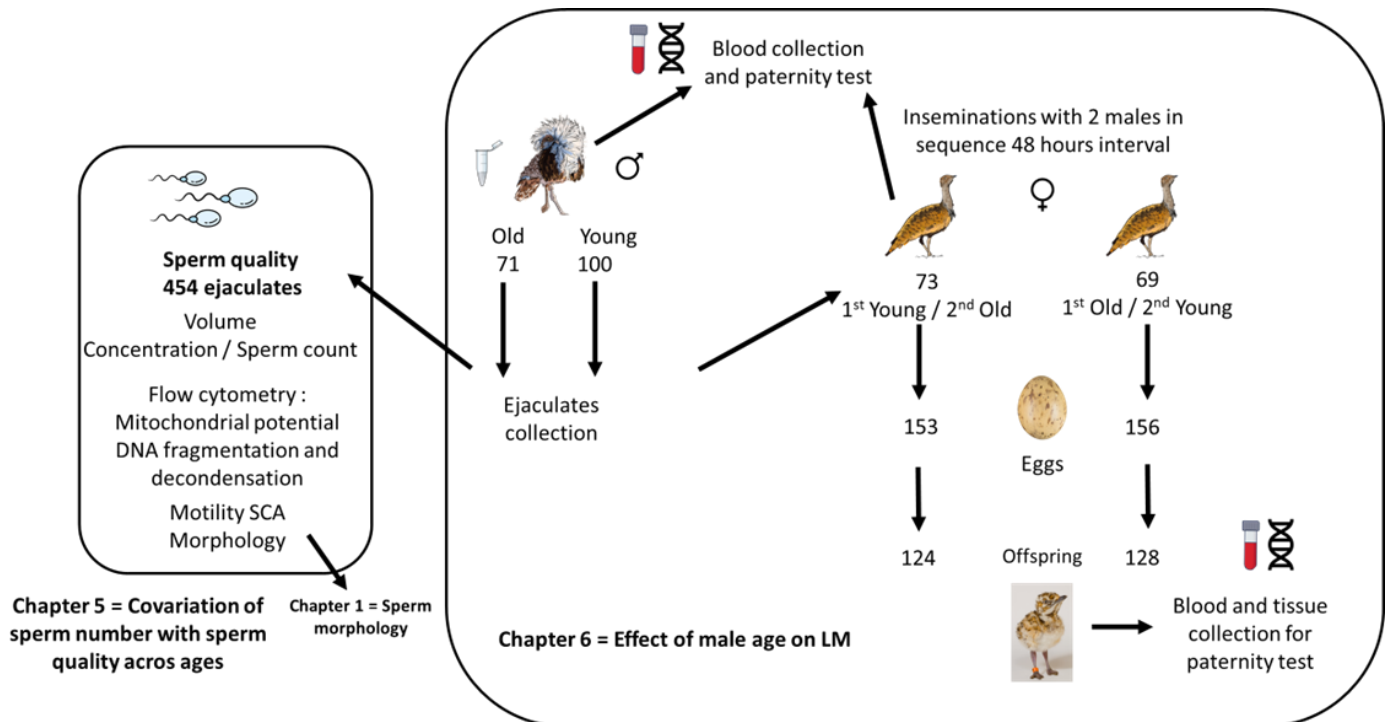 Blood collection
and paternity test
Inseminations with 2 males in
sequence 48 hours interval
♂
♀
Old
Young
71
100
73
69
1st Young / 2nd Old
1st Old / 2nd Young
Sperm quality
454 ejaculates
Volume
Concentration / Sperm count
Flow cytometry :
Mitochondrial potential
DNA fragmentation and
decondensation
Motility SCA
Morphology
Ejaculates
collection
153
156
Eggs
124
Offspring
128
Chapter 5 = Covariation of
sperm number with sperm
quality acros ages
Chapter 1 = Sperm
morphology
Chapter 6 = Effect of male age on LM
Blood and tissue
collection for
paternity test